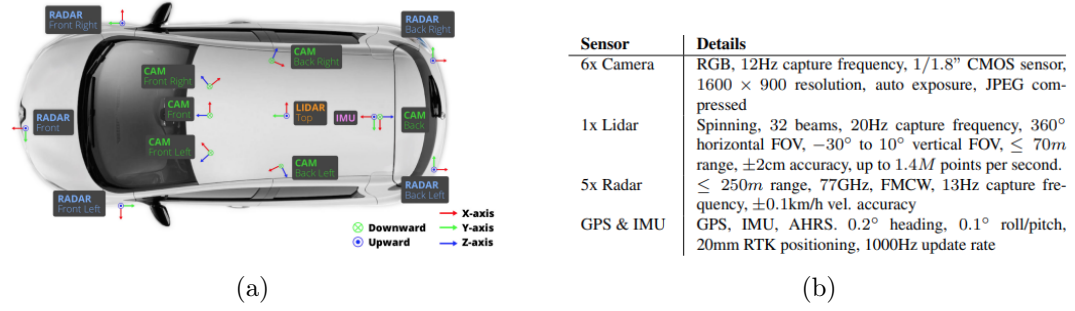 RADAR
Front Right
RADAR
Back Right
CAM
Back Right
CAM
Front Right
CAM
Front
LIDAR
Top
IMU
CAM
Back
RADAR
Front
CAM
Front Left
CAM
Back Left
RADAR
Front Left
RADAR
Back Left
X-axis
Downward
Y-axis
Upward
Z-axis
(a)
Sensor Details
6x Camera RGB, 12Hz capture frequency, 1/1.8” CMOS sensor,
1600 × 900 resolution, auto exposure, JPEG com-
pressed
1x Lidar Spinning, 32 beams, 20Hz capture frequency, 360°
horizontal FOV, −30° to 10° vertical FOV, ≤ 70m
range, ±2cm accuracy, up to 1.4M points per second.
5x Radar ≤ 250m range, 77GHz, FMCW, 13Hz capture fre-
quency, ±0.1km/h vel. accuracy
GPS & IMU GPS, IMU, AHRS. 0.2° heading, 0.1° roll/pitch,
20mm RTK positioning, 1000Hz update rate
(b)